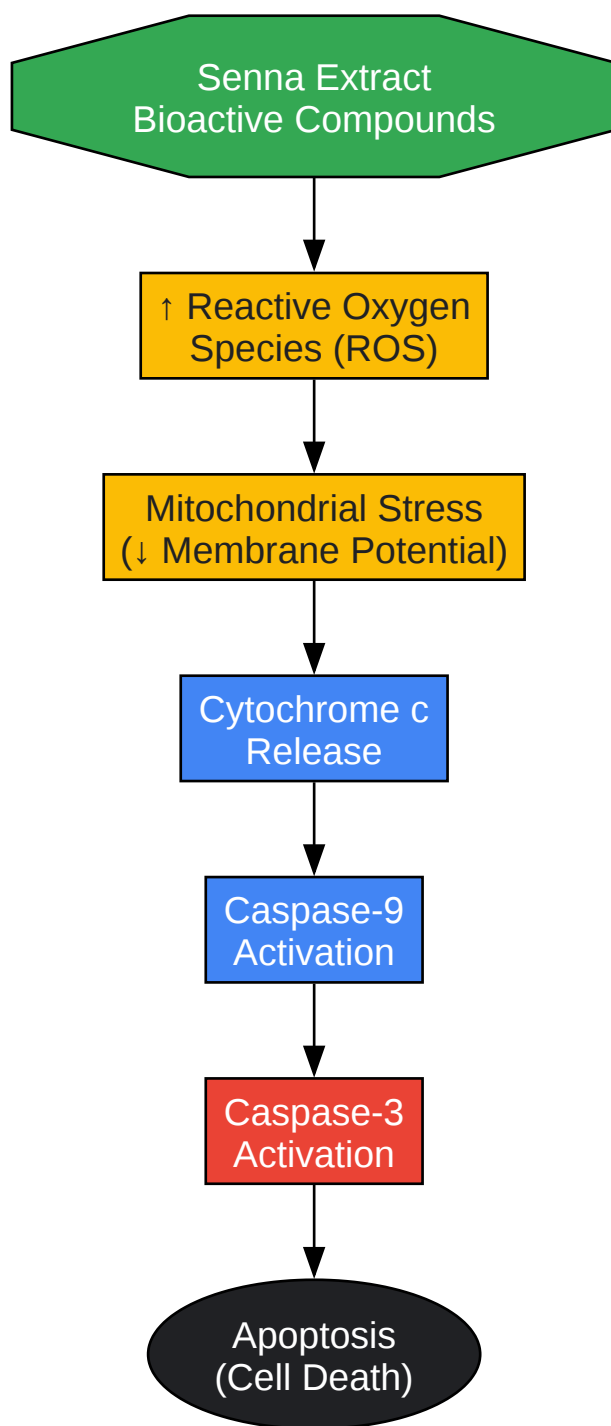 Senna Extract
Bioactive Compounds
↑ Reactive Oxygen
Species (ROS)
Mitochondrial Stress
(↓ Membrane Potential)
Cytochrome c
Release
Caspase-9
Activation
Caspase-3
Activation
Apoptosis
(Cell Death)